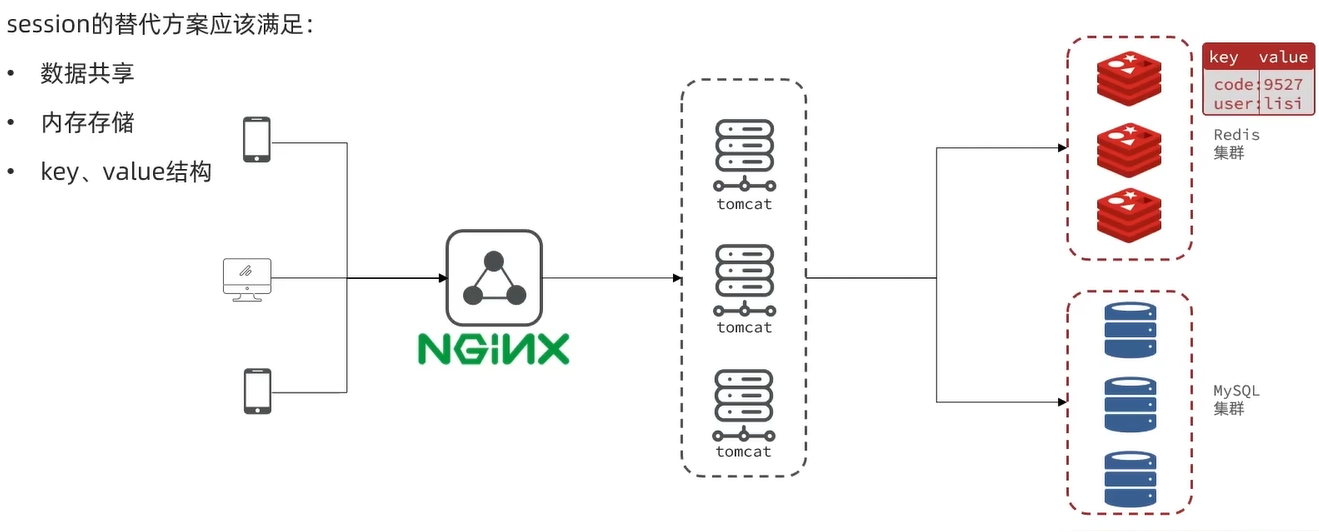 session的替代方案应该满足：
• 数据共享
• 内存存储
• key、value结构
NGINX
tomcat
tomcat
tomcat
key value
code:9527
user:lisi
Redis
集群
MySQL
集群